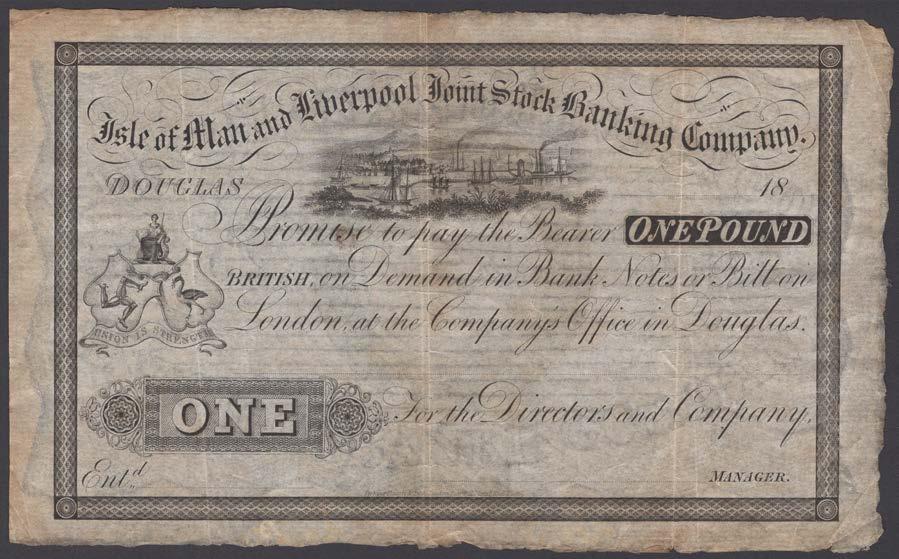 Isle of Man and Liverpool Joint Stock Banking Company.
DOUGLAS 18
Promise to pay the Bearer ONE POUND
BRITISH, on Demand in Bank Notes or Bill on
London, at the Company's Office in Douglas.
UNION IS STRENGTH
ONE For the Directors and Company,
Ent.d MANAGER.